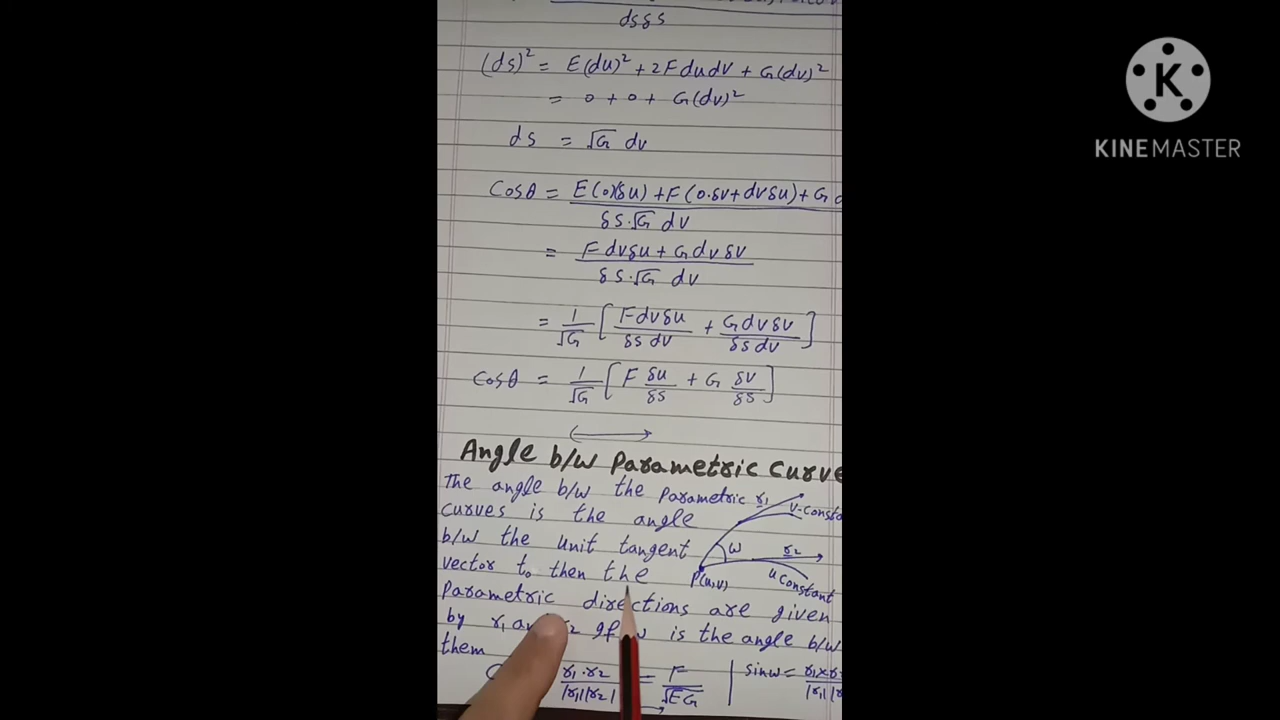 dsδs
(ds)² = E(du)² + 2F du dv + G(dv)²
= 0 + 0 + G(dv)²
ds = √G dv
Cosθ = E(0)(δu) + F(0.δv + dvδu) + G
δs.√G dv
= F dvδu + G dv δv
δs.√G dv
= 1/√G [ F dvδu/δs dv + G dv δv/δs dv ]
Cosθ = 1/√G [ F δu/δs + G δv/δs ]
Angle b/w Parametric Curve
The angle b/w the parametric
curves is the angle
b/w the unit tangent
vector to then the
Parametric directions are given
by r₁ r₂ If w is the angle b/w
them
r₁.r₂/|r₁||r₂| = F/√EG | sinw =
r₁
v-const
w
r₂
P(u,v)
u constant
K
KINEMASTER